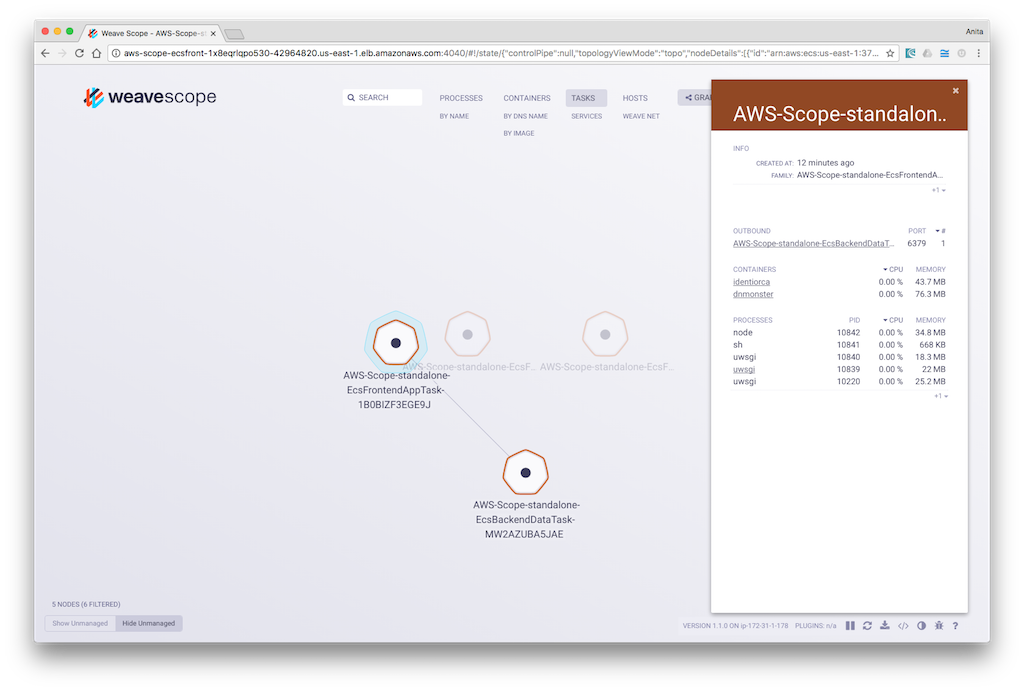 Weave Scope - AWS-Scope-st
Anita
aws-scope-ecsfront-1x8eqrlqpo530-42964820.us-east-1.elb.amazonaws.com:4040/#!/state/{"controlPipe":null,"topologyViewMode":"topo","nodeDetails":[{"id":"arn:aws:ecs:us-east-1:37...
weavescope
SEARCH
PROCESSES CONTAINERS TASKS HOSTS
BY NAME BY DNS NAME SERVICES WEAVE NET
BY IMAGE
GRA
AWS-Scope-standalon..
INFO
CREATED AT: 12 minutes ago
FAMILY: AWS-Scope-standalone-EcsFrontendA...
+1
OUTBOUND PORT #
AWS-Scope-standalone-EcsBackendDataT... 6379 1
CONTAINERS CPU MEMORY
identiorca 0.00 % 43.7 MB
dnmonster 0.00 % 76.3 MB
PROCESSES PID CPU MEMORY
node 10842 0.00 % 34.8 MB
sh 10841 0.00 % 668 KB
uwsgi 10840 0.00 % 18.3 MB
uwsgi 10839 0.00 % 22 MB
uwsgi 10220 0.00 % 25.2 MB
+1
AWS-Scope-standalone-EcsF... AWS-Scope-standalone-EcsF...
AWS-Scope-standalone-
EcsFrontendAppTask-
1B0BIZF3EGE9J
AWS-Scope-standalone-
EcsBackendDataTask-
MW2AZUBA5JAE
5 NODES (6 FILTERED)
Show Unmanaged Hide Unmanaged
VERSION 1.1.0 ON ip-172-31-1-178 PLUGINS: n/a